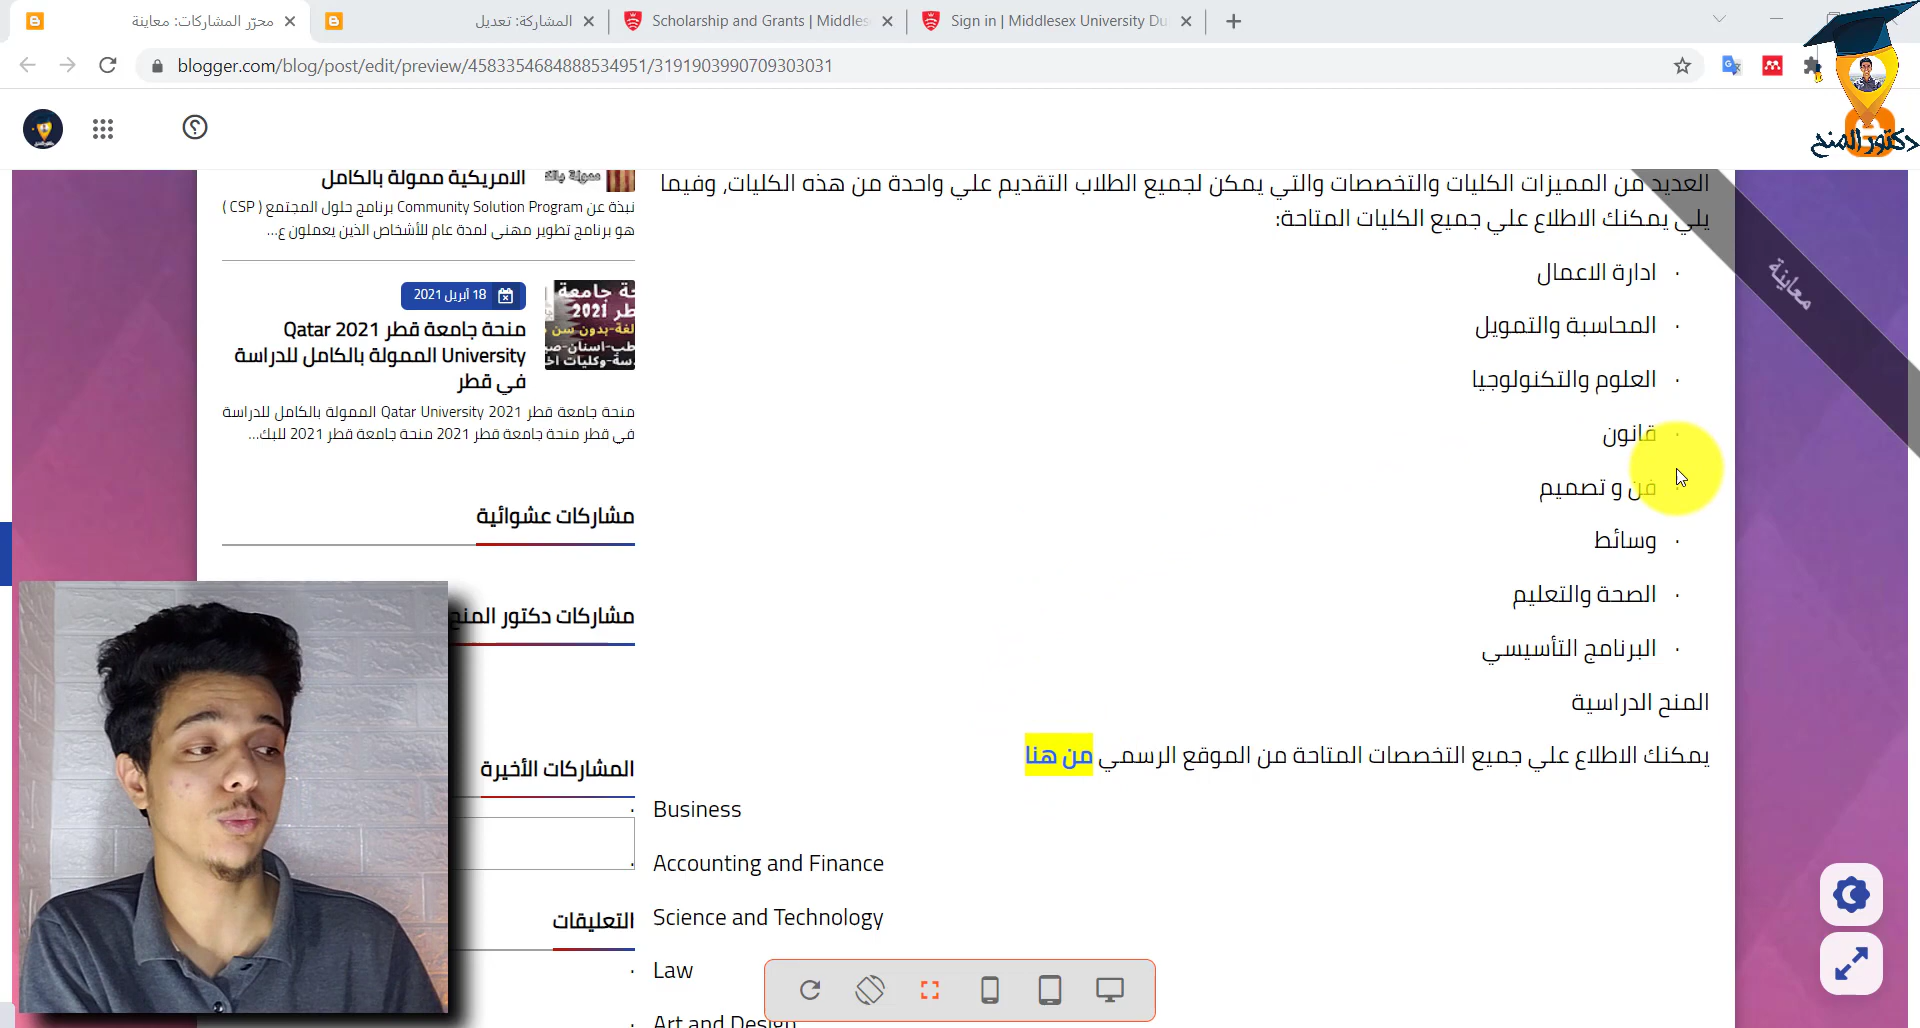 محرّر المشاركات: معاينة
المشاركة: تعديل
Scholarship and Grants | Middlese
Sign in | Middlesex University Du
blogger.com/blog/post/edit/preview/4583354684888534951/3191903990709303031
دكتور المنح
معاينة
العديد من المميزات الكليات والتخصصات والتي يمكن لجميع الطلاب التقديم علي واحدة من هذه الكليات، وفيما
يلي يمكنك الاطلاع علي جميع الكليات المتاحة:
· ادارة الاعمال
· المحاسبة والتمويل
· العلوم والتكنولوجيا
· قانون
· فن و تصميم
· وسائط
· الصحة والتعليم
· البرنامج التأسيسي
المنح الدراسية
يمكنك الاطلاع علي جميع التخصصات المتاحة من الموقع الرسمي من هنا
· Business
· Accounting and Finance
· Science and Technology
· Law
· Art and Design
الامريكية ممولة بالكامل
نبذة عن Community Solution Program برنامج حلول المجتمع ( CSP )
هو برنامج تطوير مهني لمدة عام للأشخاص الذين يعملون ع...
18 أبريل 2021
منحة جامعة قطر 2021 Qatar
University الممولة بالكامل للدراسة
في قطر
منحة جامعة قطر 2021 Qatar University الممولة بالكامل للدراسة
في قطر منحة جامعة قطر 2021 منحة جامعة قطر 2021 للبك...
مشاركات عشوائية
مشاركات دكتور المنح
المشاركات الأخيرة
التعليقات